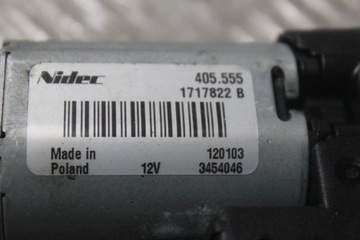 Nidec 405.555
1717822 B
Made in 120103
Poland 12V 3454046